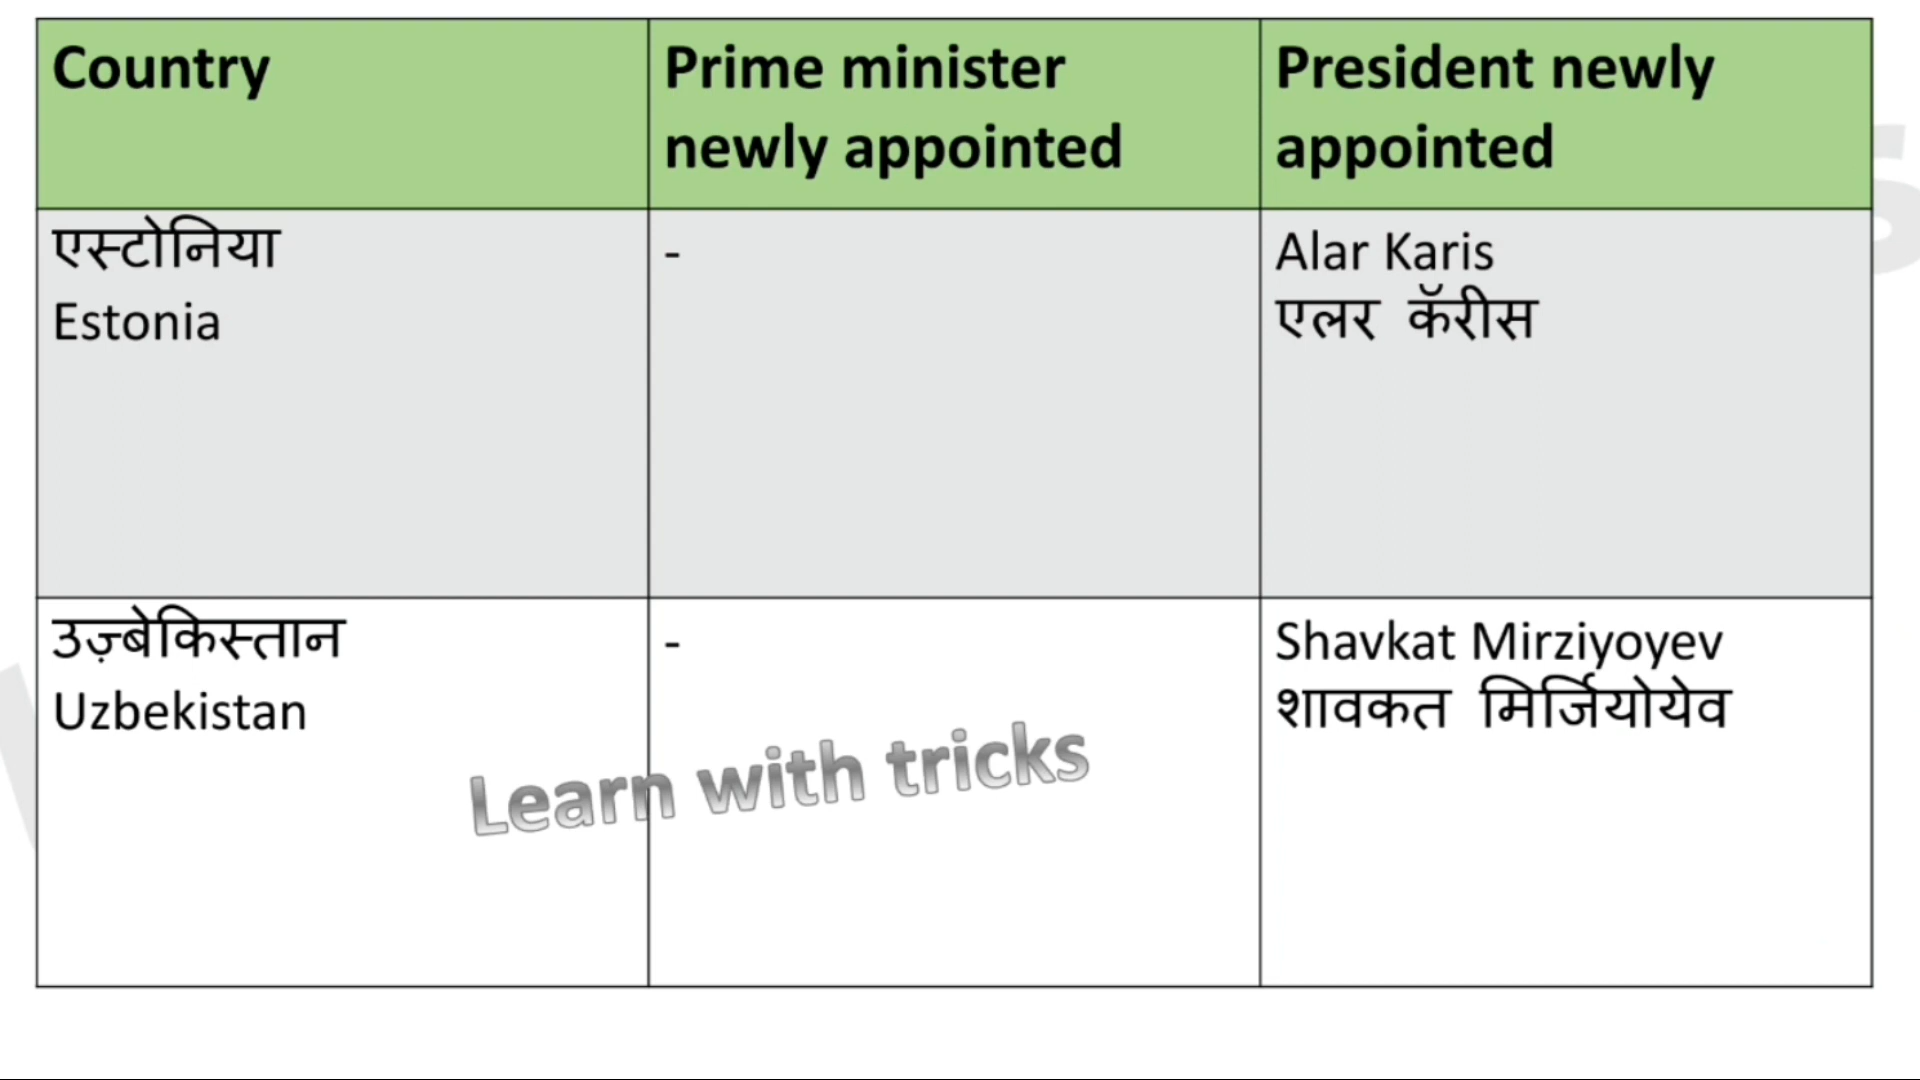 Country
Prime minister
newly appointed
President newly
appointed
एस्टोनिया
Estonia
-
Alar Karis
एलर कॅरीस
उज़्बेकिस्तान
Uzbekistan
-
Shavkat Mirziyoyev
शावकत मिर्जियोयेव
Learn with tricks